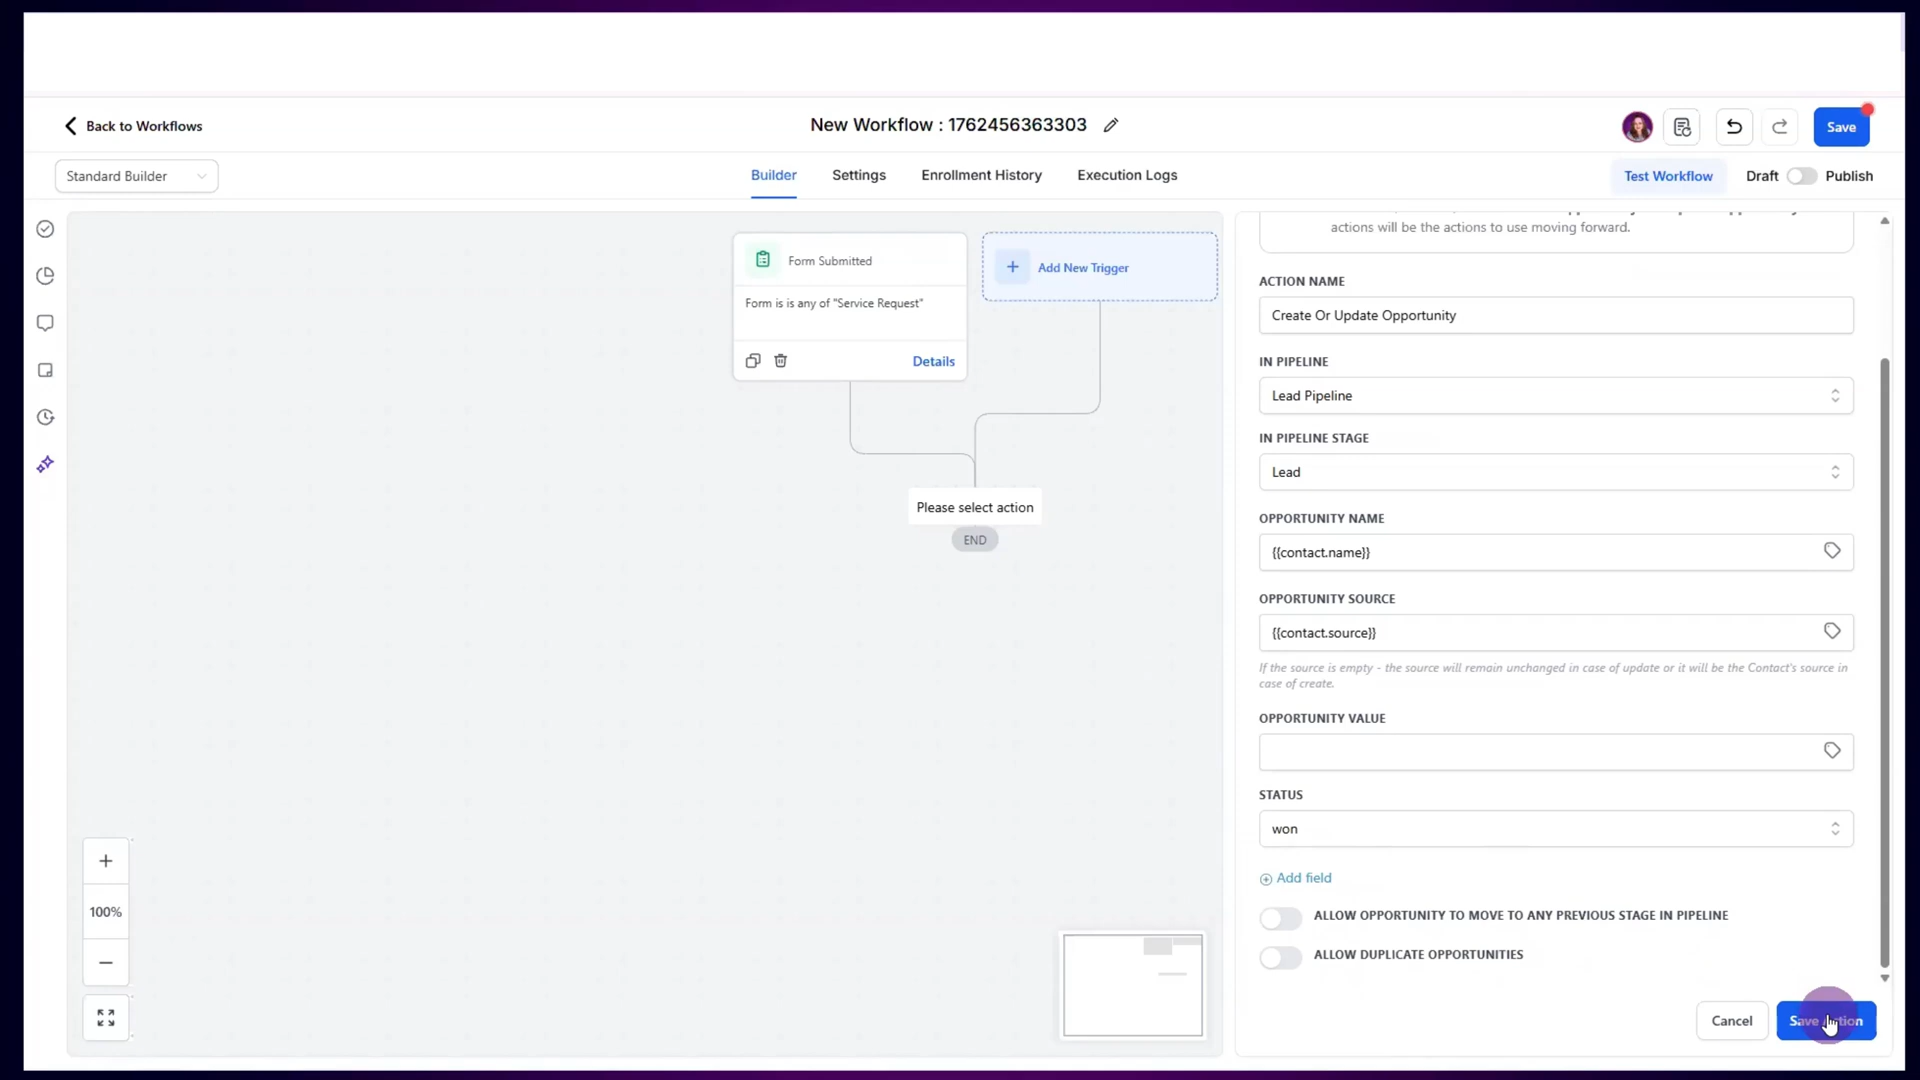 Back to Workflows
New Workflow : 1762456363303
Save
Standard Builder
Builder
Settings
Enrollment History
Execution Logs
Test Workflow
Draft
Publish
Form Submitted
Form is is any of "Service Request"
Details
Add New Trigger
Please select action
END
100%
actions will be the actions to use moving forward.
ACTION NAME
Create Or Update Opportunity
IN PIPELINE
Lead Pipeline
IN PIPELINE STAGE
Lead
OPPORTUNITY NAME
{{contact.name}}
OPPORTUNITY SOURCE
{{contact.source}}
If the source is empty - the source will remain unchanged in case of update or it will be the Contact's source in
case of create.
OPPORTUNITY VALUE
STATUS
won
Add field
ALLOW OPPORTUNITY TO MOVE TO ANY PREVIOUS STAGE IN PIPELINE
ALLOW DUPLICATE OPPORTUNITIES
Cancel
Save Action